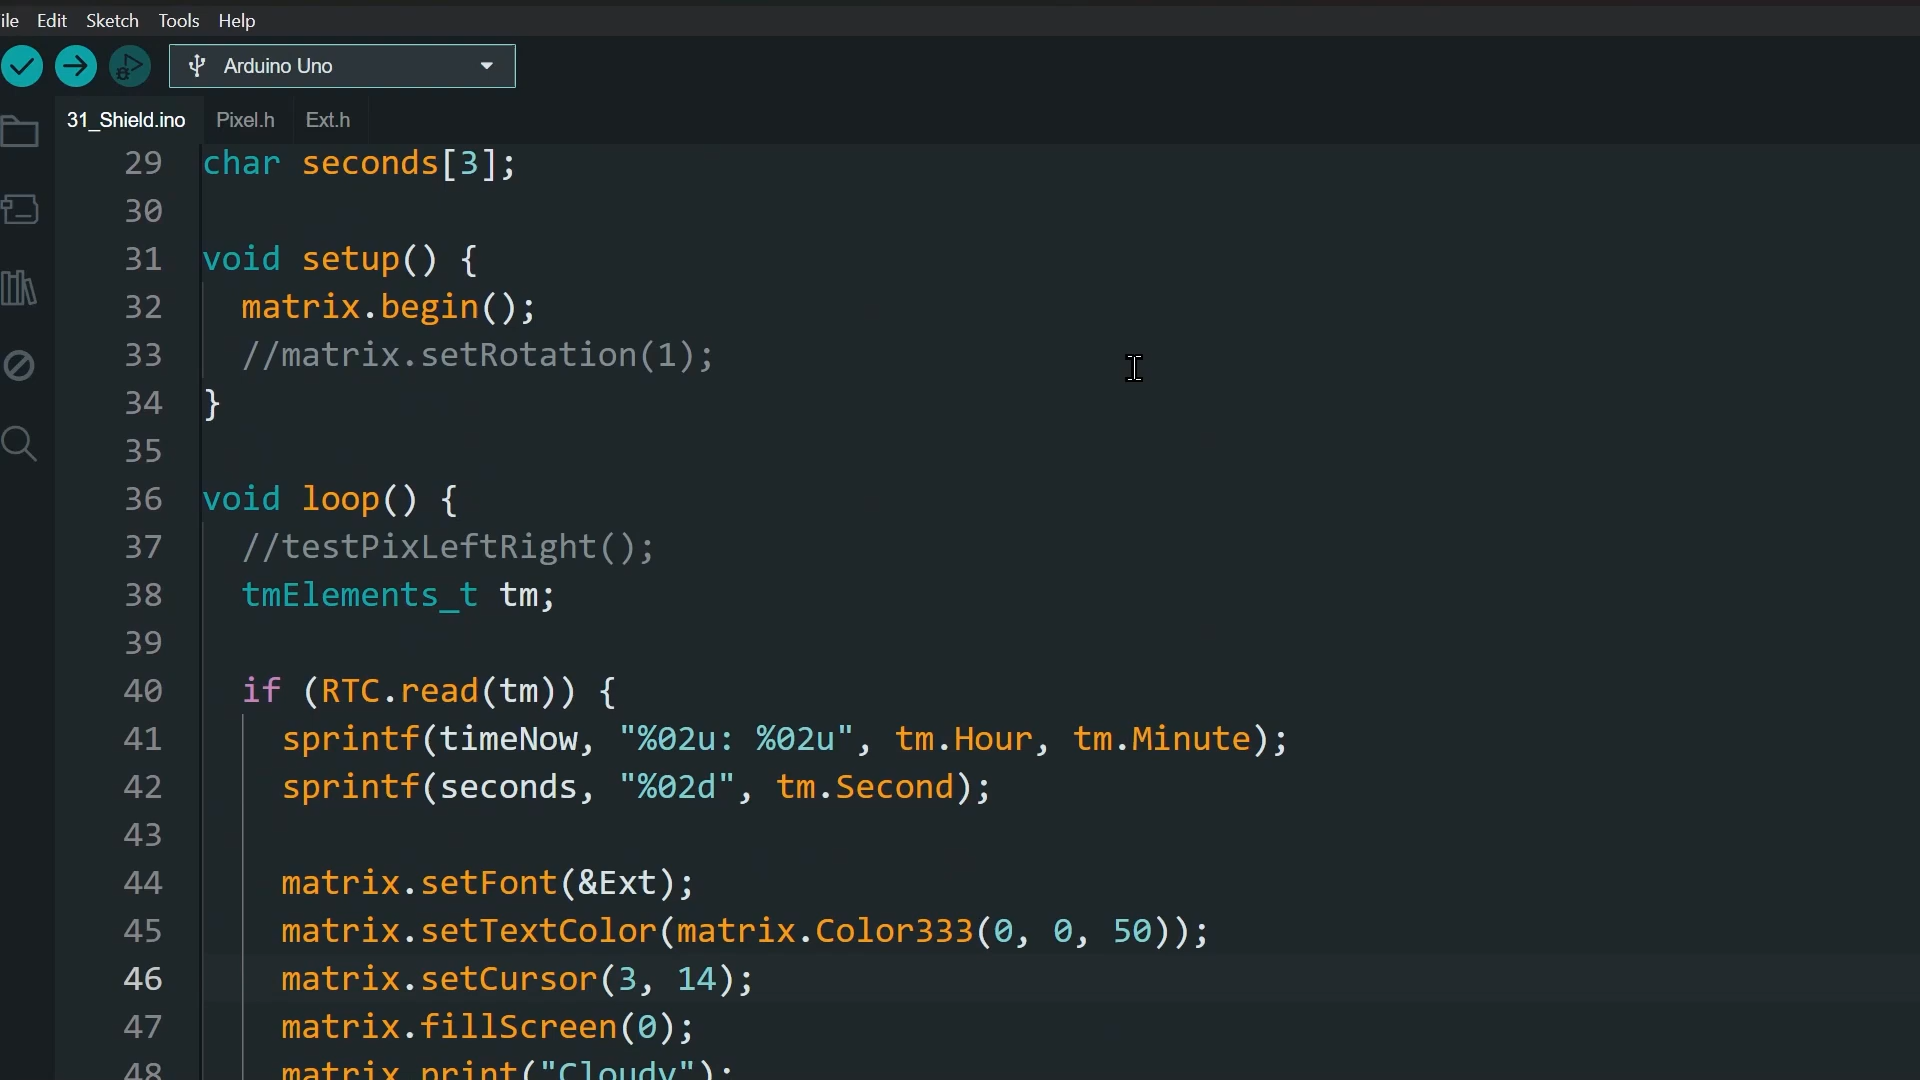 ile Edit Sketch Tools Help
Arduino Uno
31_Shield.ino Pixel.h Ext.h
29 char seconds[3];
30
31 void setup() {
32 matrix.begin();
33 //matrix.setRotation(1);
34 }
35
36 void loop() {
37 //testPixLeftRight();
38 tmElements_t tm;
39
40 if (RTC.read(tm)) {
41 sprintf(timeNow, "%02u: %02u", tm.Hour, tm.Minute);
42 sprintf(seconds, "%02d", tm.Second);
43
44 matrix.setFont(&Ext);
45 matrix.setTextColor(matrix.Color333(0, 0, 50));
46 matrix.setCursor(3, 14);
47 matrix.fillScreen(0);
48 matrix.print("Cloudy");